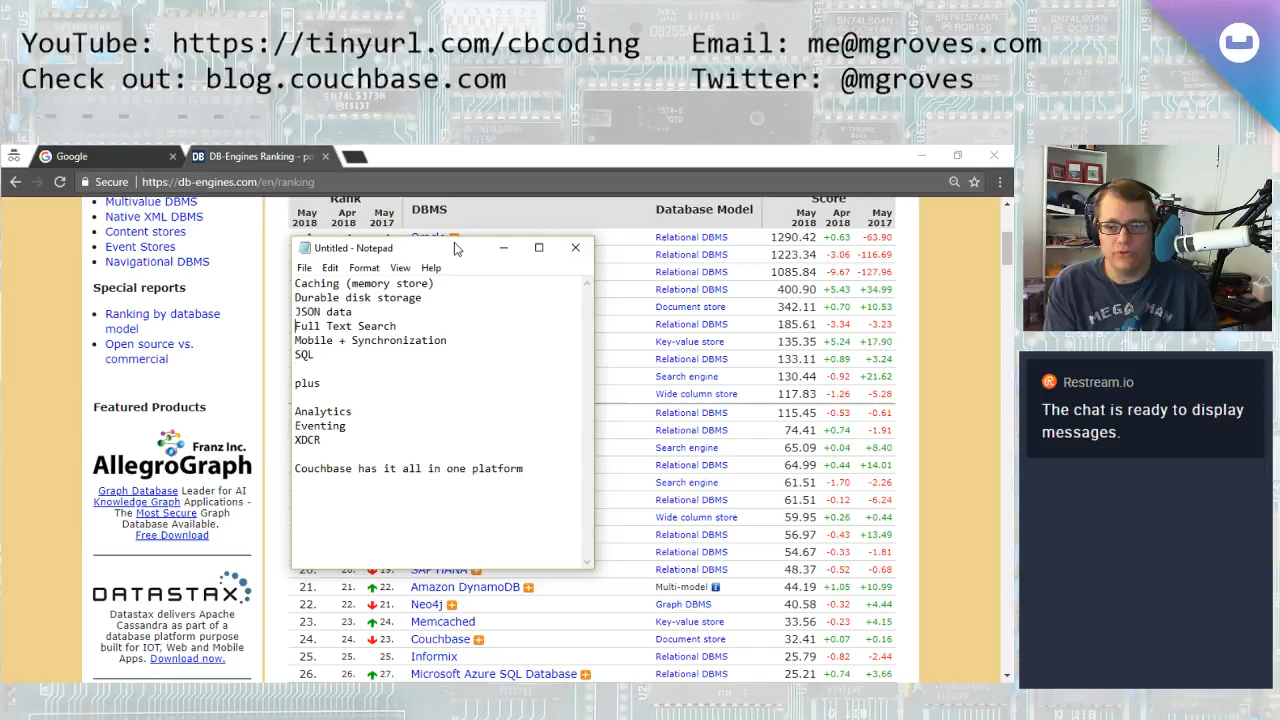 YouTube: https://tinyurl.com/cbcoding Email: me@mgroves.com
Check out: blog.couchbase.com Twitter: @mgroves
Google
DB DB-Engines Ranking - po
Secure https://db-engines.com/en/ranking
Multivalue DBMS
Native XML DBMS
Content stores
Event Stores
Navigational DBMS
Special reports
Ranking by database
model
Open source vs.
commercial
Featured Products
Franz Inc.
AllegroGraph
Graph Database Leader for AI
Knowledge Graph Applications -
The Most Secure Graph
Database Available.
Free Download
DATASTAX
Datastax delivers Apache
Cassandra as part of a
database platform purpose
built for IOT, Web and Mobile
Apps. Download now.
Rank Score
May Apr May DBMS Database Model May Apr May
2018 2018 2017 2018 2018 2017
Relational DBMS 1290.42 +0.63 -63.90
Relational DBMS 1223.34 -3.06 -116.69
Relational DBMS 1085.84 -9.67 -127.96
Relational DBMS 400.90 +5.43 +34.99
Document store 342.11 +0.70 +10.53
Relational DBMS 185.61 -3.34 -3.23
Key-value store 135.35 +5.24 +17.90
Relational DBMS 133.11 +0.89 +3.24
Search engine 130.44 -0.92 +21.62
Wide column store 117.83 -1.26 -5.28
Relational DBMS 115.45 -0.53 -0.61
Relational DBMS 74.41 +0.74 -1.91
Search engine 65.09 +0.04 +8.40
Relational DBMS 64.99 +0.44 +14.01
Search engine 61.51 -1.70 -2.26
Relational DBMS 61.51 -0.12 -6.24
Wide column store 59.95 +0.26 +0.44
Relational DBMS 56.97 -0.43 +13.49
Relational DBMS 54.67 -0.33 -1.81
20. 20. 19. SAP HANA Relational DBMS 48.37 -0.52 -0.68
21. 21. 22. Amazon DynamoDB Multi-model 44.19 +1.05 +10.99
22. 22. 21. Neo4j Graph DBMS 40.58 -0.32 +4.44
23. 23. 24. Memcached Key-value store 33.56 -0.23 +4.15
24. 24. 23. Couchbase Document store 32.41 +0.07 +0.16
25. 25. 25. Informix Relational DBMS 25.79 -0.82 -2.44
26. 26. 27. Microsoft Azure SQL Database Relational DBMS 25.21 +0.74 +3.66
Untitled - Notepad
File Edit Format View Help
Caching (memory store)
Durable disk storage
JSON data
Full Text Search
Mobile + Synchronization
SQL
plus
Analytics
Eventing
XDCR
Couchbase has it all in one platform
MEGA MAN
Restream.io
The chat is ready to display
messages.